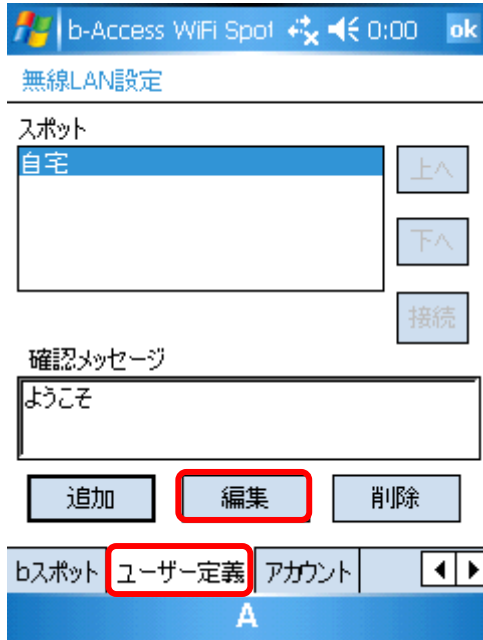 b-Access WiFi Spot 0:00 ok
無線LAN設定
スポット
自宅
上へ
下へ
接続
確認メッセージ
ようこそ
追加 編集 削除
bスポット ユーザー定義 アカウント
A